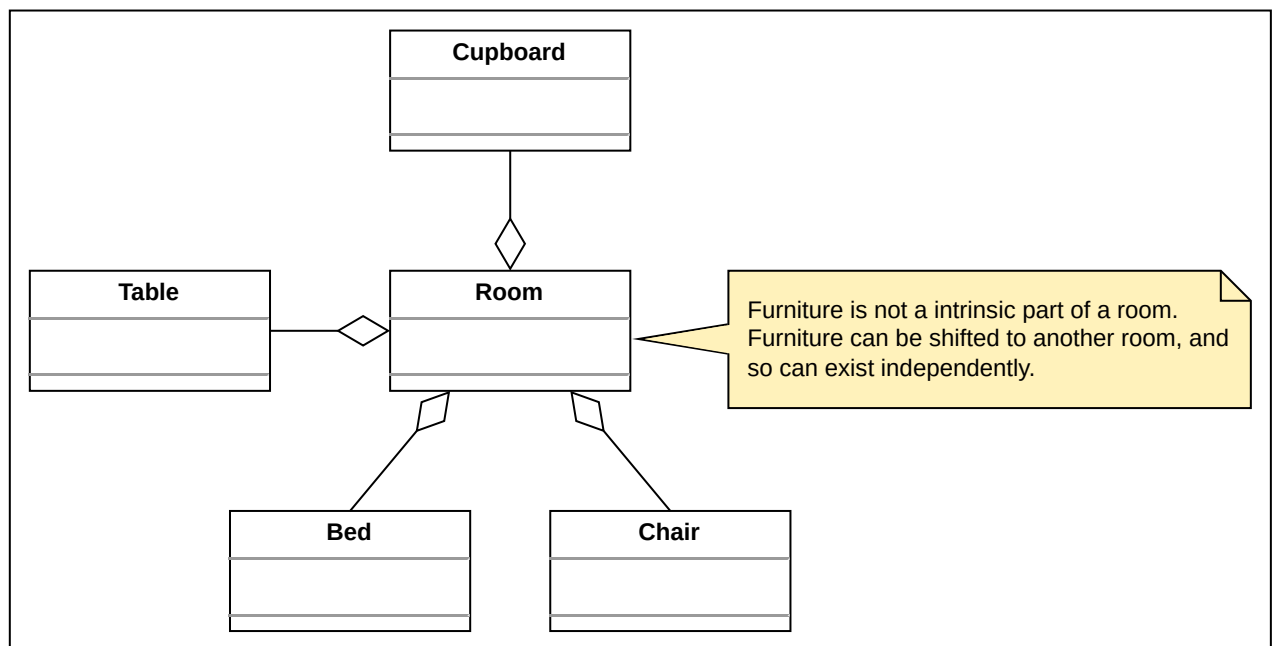 Cupboard
Table
Room
Furniture is not a intrinsic part of a room.
Furniture can be shifted to another room, and
so can exist independently.
Bed
Chair